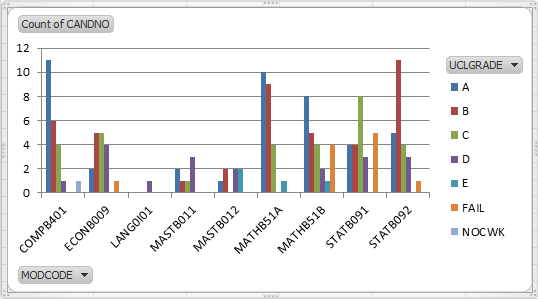 Count of CANDNO
12
10
8
6
4
2
0
COMPB401
ECONB009
LANG0I01
MASTB011
MASTB012
MATHB51A
MATHB51B
STATB091
STATB092
UCLGRADE
A
B
C
D
E
FAIL
NOCWK
MODCODE